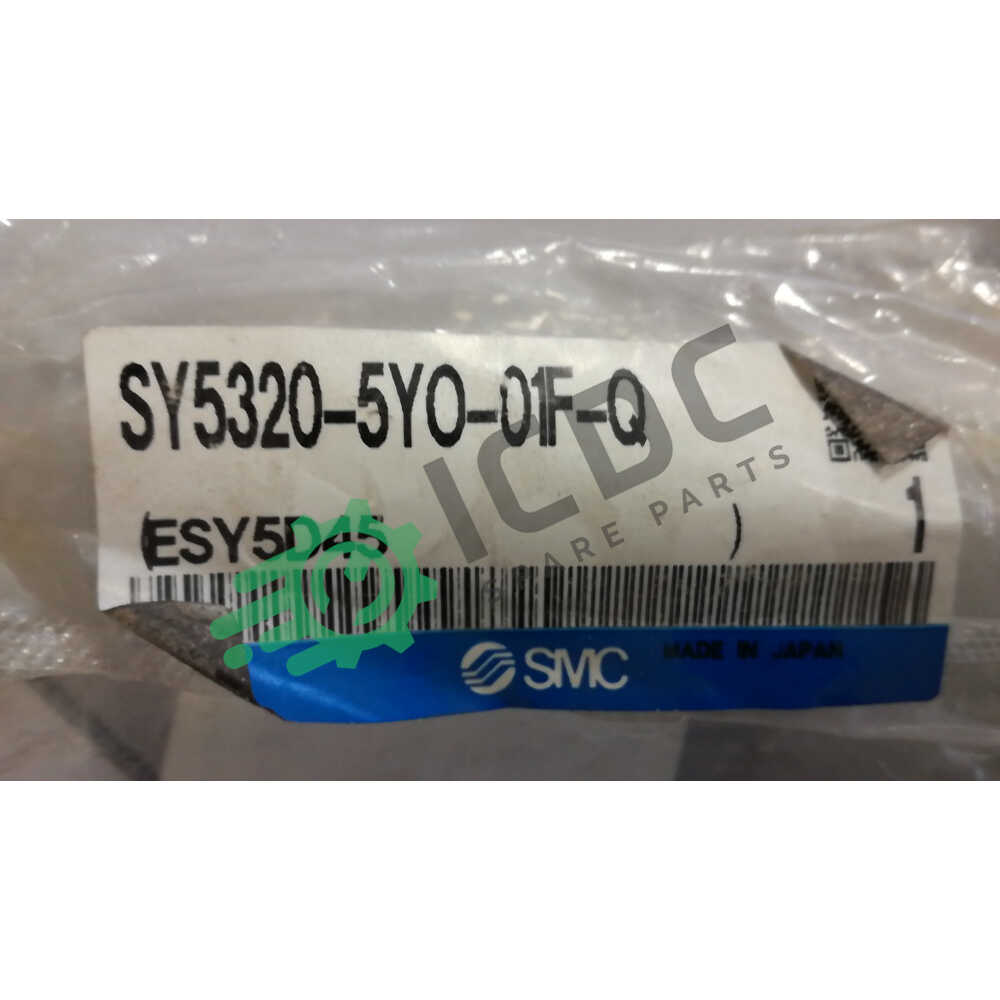 SY5320-5YO-01F-Q
(ESY5D45 )
1
SMC MADE IN JAPAN
ICDC
SPARE PARTS